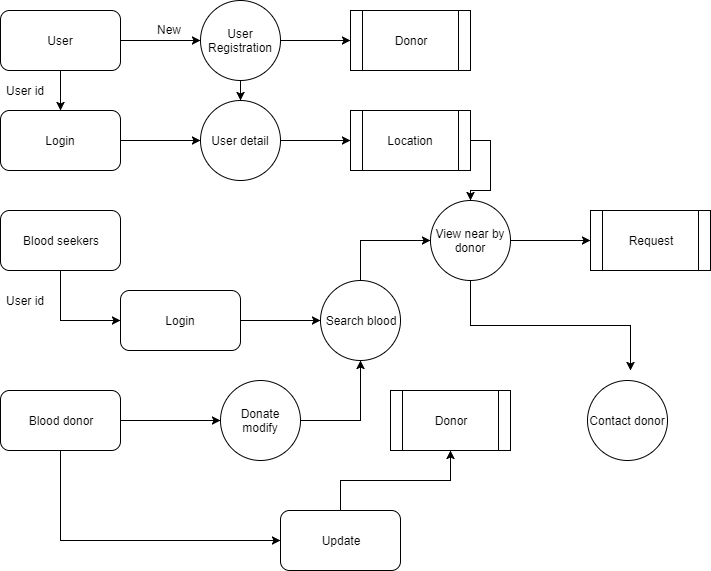 New
User
User
Registration
Donor
User id
Login
User detail
Location
Blood seekers
View near by
donor
Request
User id
Login
Search blood
Blood donor
Donate
modify
Donor
Contact donor
Update